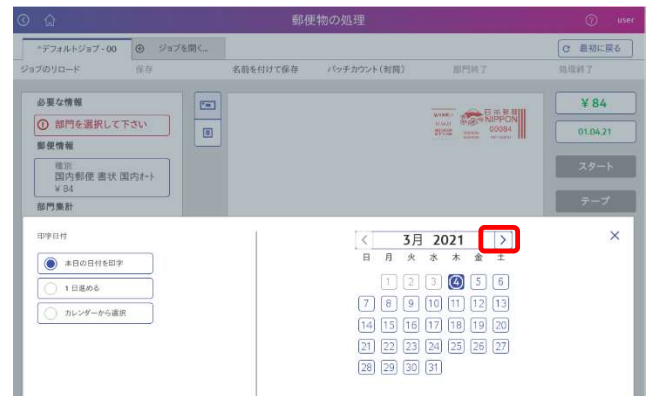 郵便物の処理
user
*デフォルトジョブ - 00
ジョブを開く...
最初に戻る
ジョブのリロード
保存
名前を付けて保存
バッチカウント(封筒)
部門終了
処理終了
必要な情報
部門を選択して下さい
郵便情報
種別
国内郵便 書状 国内オート
¥ 84
部門集計
NIPPON
00084
¥ 84
01.04.21
スタート
テープ
印字日付
本日の日付を印字
1 日進める
カレンダーから選択
< 3月 2021 >
×
日 月 火 水 木 金 土
1 2 3 4 5 6
7 8 9 10 11 12 13
14 15 16 17 18 19 20
21 22 23 24 25 26 27
28 29 30 31